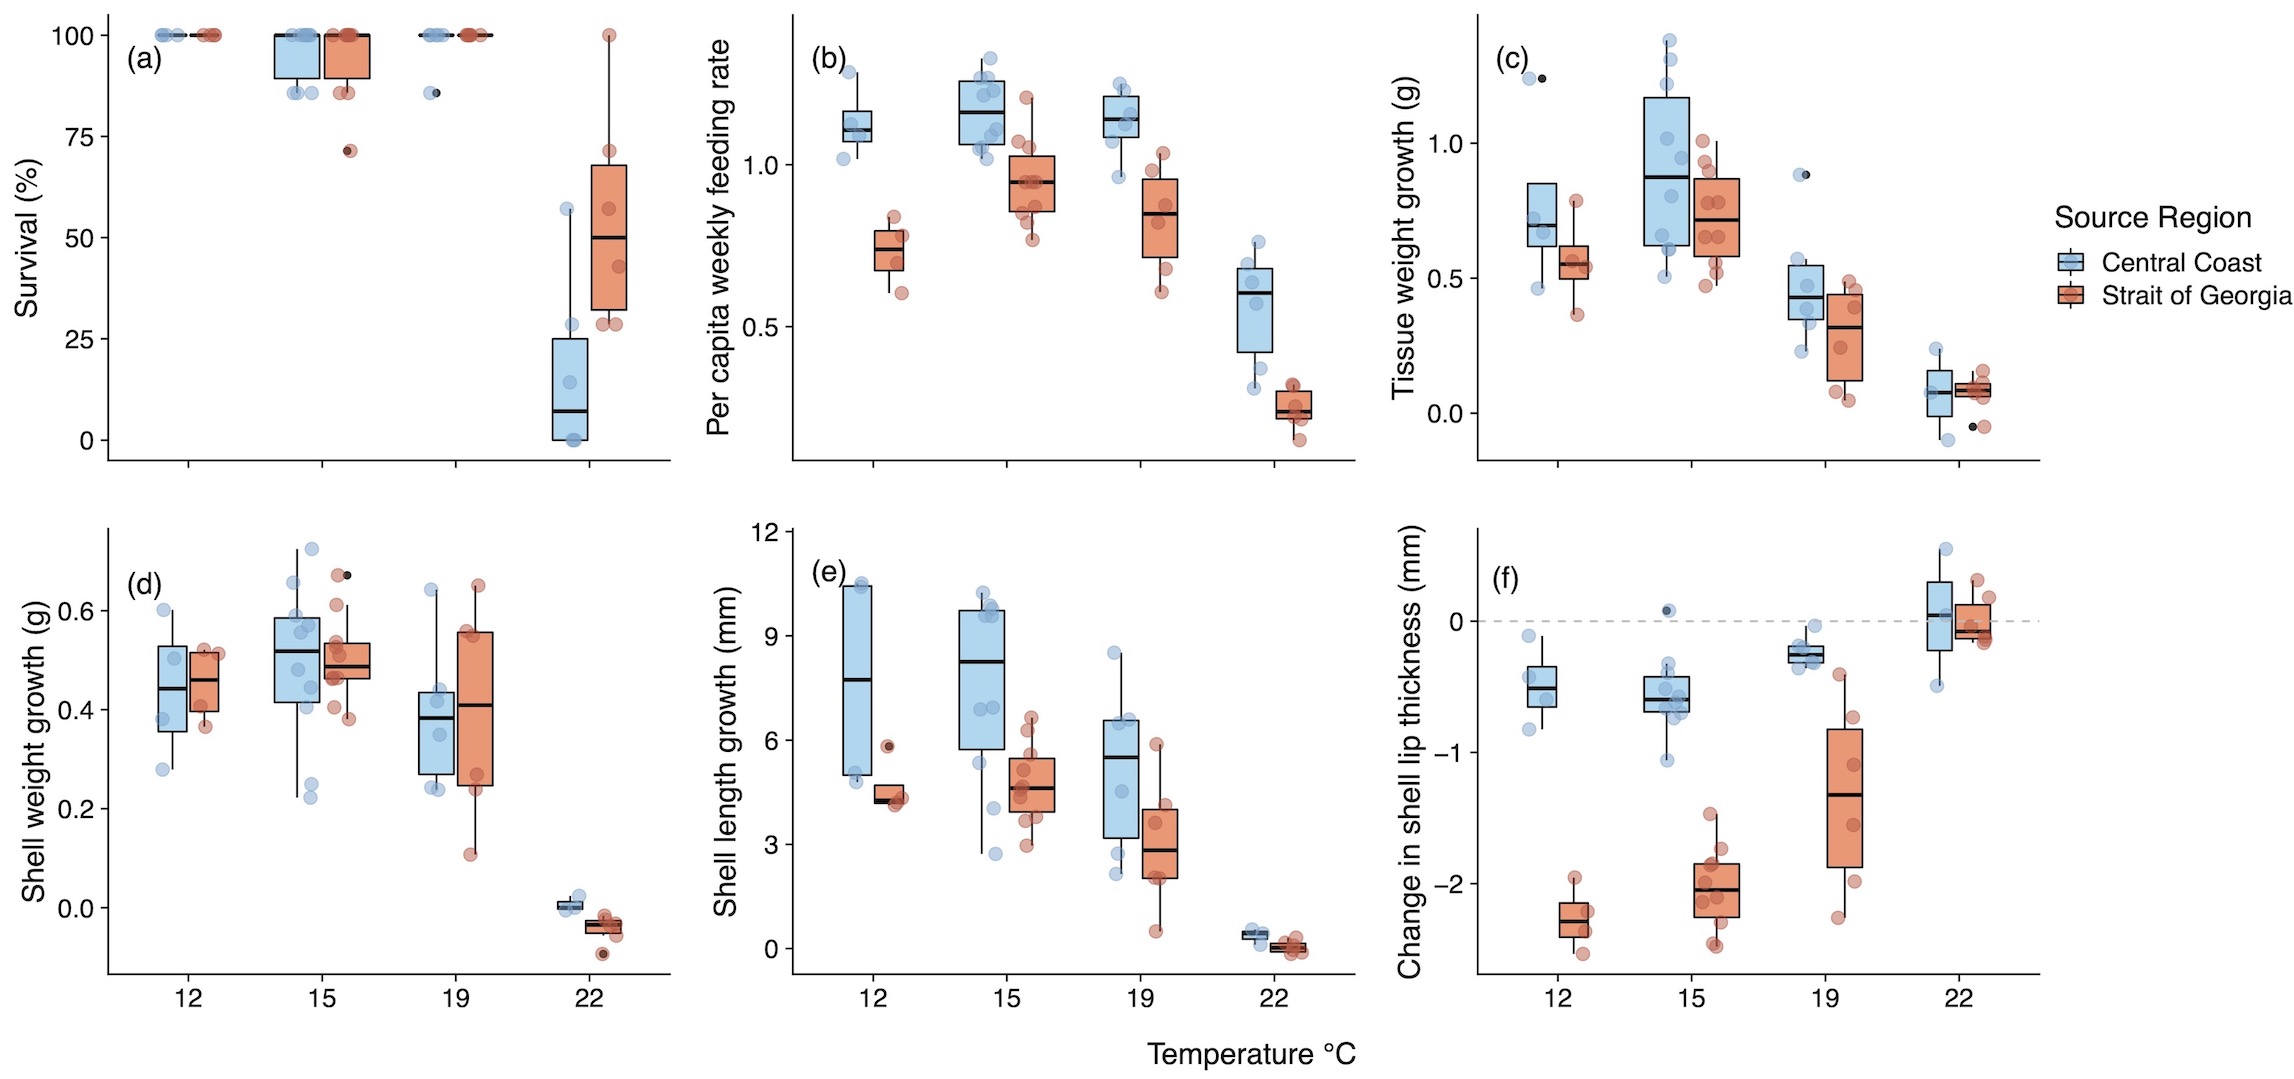 (a)
Survival (%)
100
75
50
25
0
(b)
Per capita weekly feeding rate
1.0
0.5
(c)
Tissue weight growth (g)
1.0
0.5
0.0
Source Region
Central Coast
Strait of Georgia
(d)
Shell weight growth (g)
0.6
0.4
0.2
0.0
12 15 19 22
(e)
Shell length growth (mm)
12
9
6
3
0
12 15 19 22
(f)
Change in shell lip thickness (mm)
0
−1
−2
12 15 19 22
Temperature °C